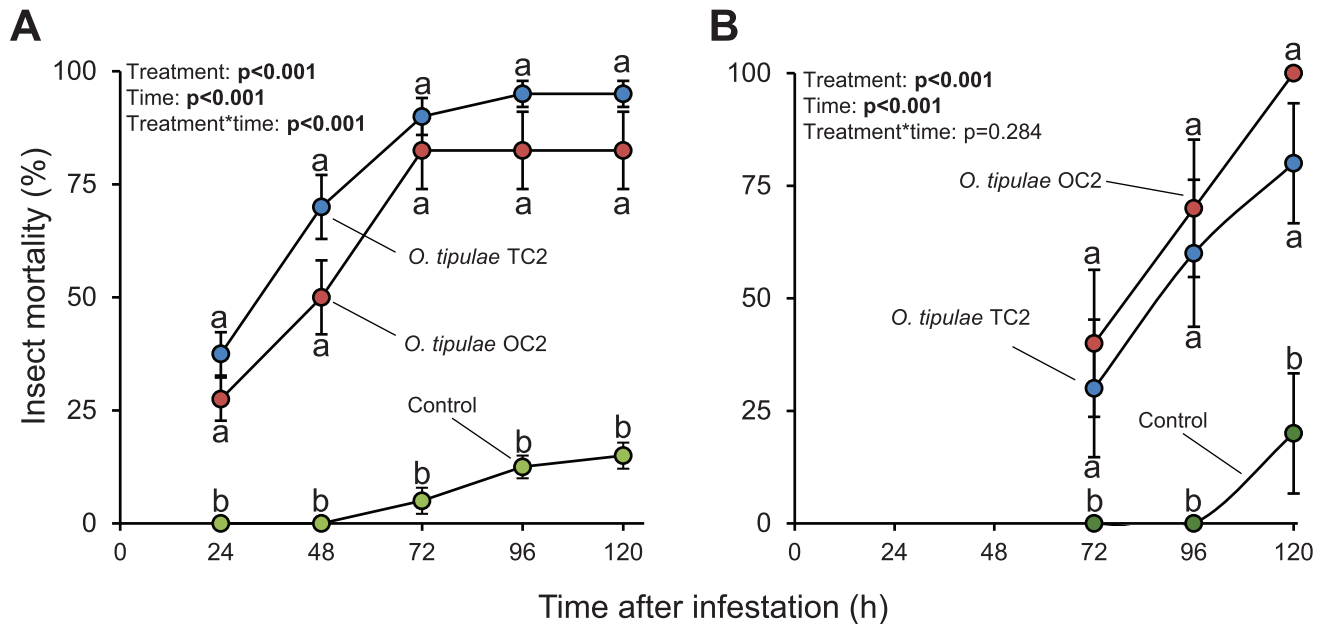 A
Treatment: p<0.001
Time: p<0.001
Treatment*time: p<0.001
Insect mortality (%)
100
75
50
25
0
a
a
a
a
a
a
a
a
a
a
b
b
b
b
b
O. tipulae TC2
O. tipulae OC2
Control
0
24
48
72
96
120
B
Treatment: p<0.001
Time: p<0.001
Treatment*time: p=0.284
100
75
50
25
0
a
a
a
a
a
a
b
b
b
O. tipulae OC2
O. tipulae TC2
Control
0
24
48
72
96
120
Time after infestation (h)